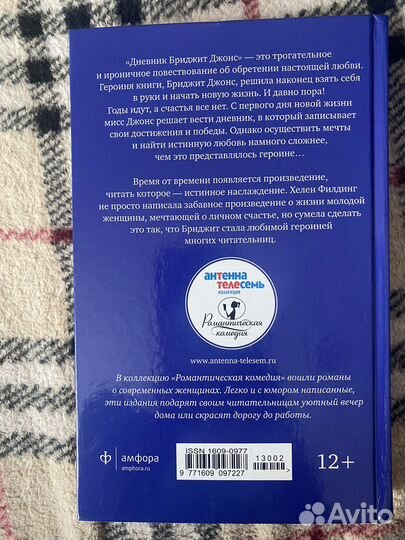 «Дневник Бриджит Джонс» — это трогательное
и ироничное повествование об обретении настоящей любви.
Героиня книги, Бриджит Джонс, решила наконец взять себя
в руки и начать новую жизнь. И давно пора!
Годы идут, а счастья все нет. С первого дня новой жизни
мисс Джонс решает вести дневник, в который записывает
свои достижения и победы. Однако осуществить мечты
и найти истинную любовь намного сложнее,
чем это представлялось героине...
Время от времени появляется произведение,
читать которое — истинное наслаждение. Хелен Филдинг
не просто написала забавное произведение о жизни молодой
женщины, мечтающей о личном счастье, но сумела сделать
это так, что Бриджит стала любимой героиней
многих читательниц.
антенна
телесемь
коллекция
Романтическая
комедия
www.antenna-telesem.ru
В коллекцию «Романтическая комедия» вошли романы
о современных женщинах. Легко и с юмором написанные,
эти издания подарят своим читательницам уютный вечер
дома или скрасят дорогу до работы.
ф
амфора
amphora.ru
ISSN 1609-0977
13002
9 771609 097227
12+
Avito